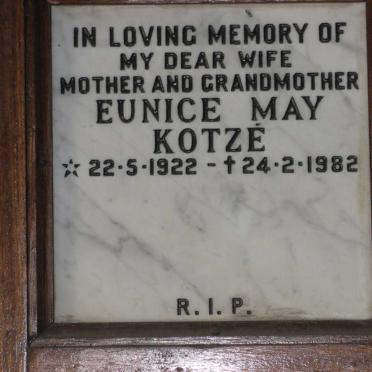 IN LOVING MEMORY OF
MY DEAR WIFE
MOTHER AND GRANDMOTHER
EUNICE MAY
KOTZÉ
☆ 22·5·1922 - † 24·2·1982
R. I. P.